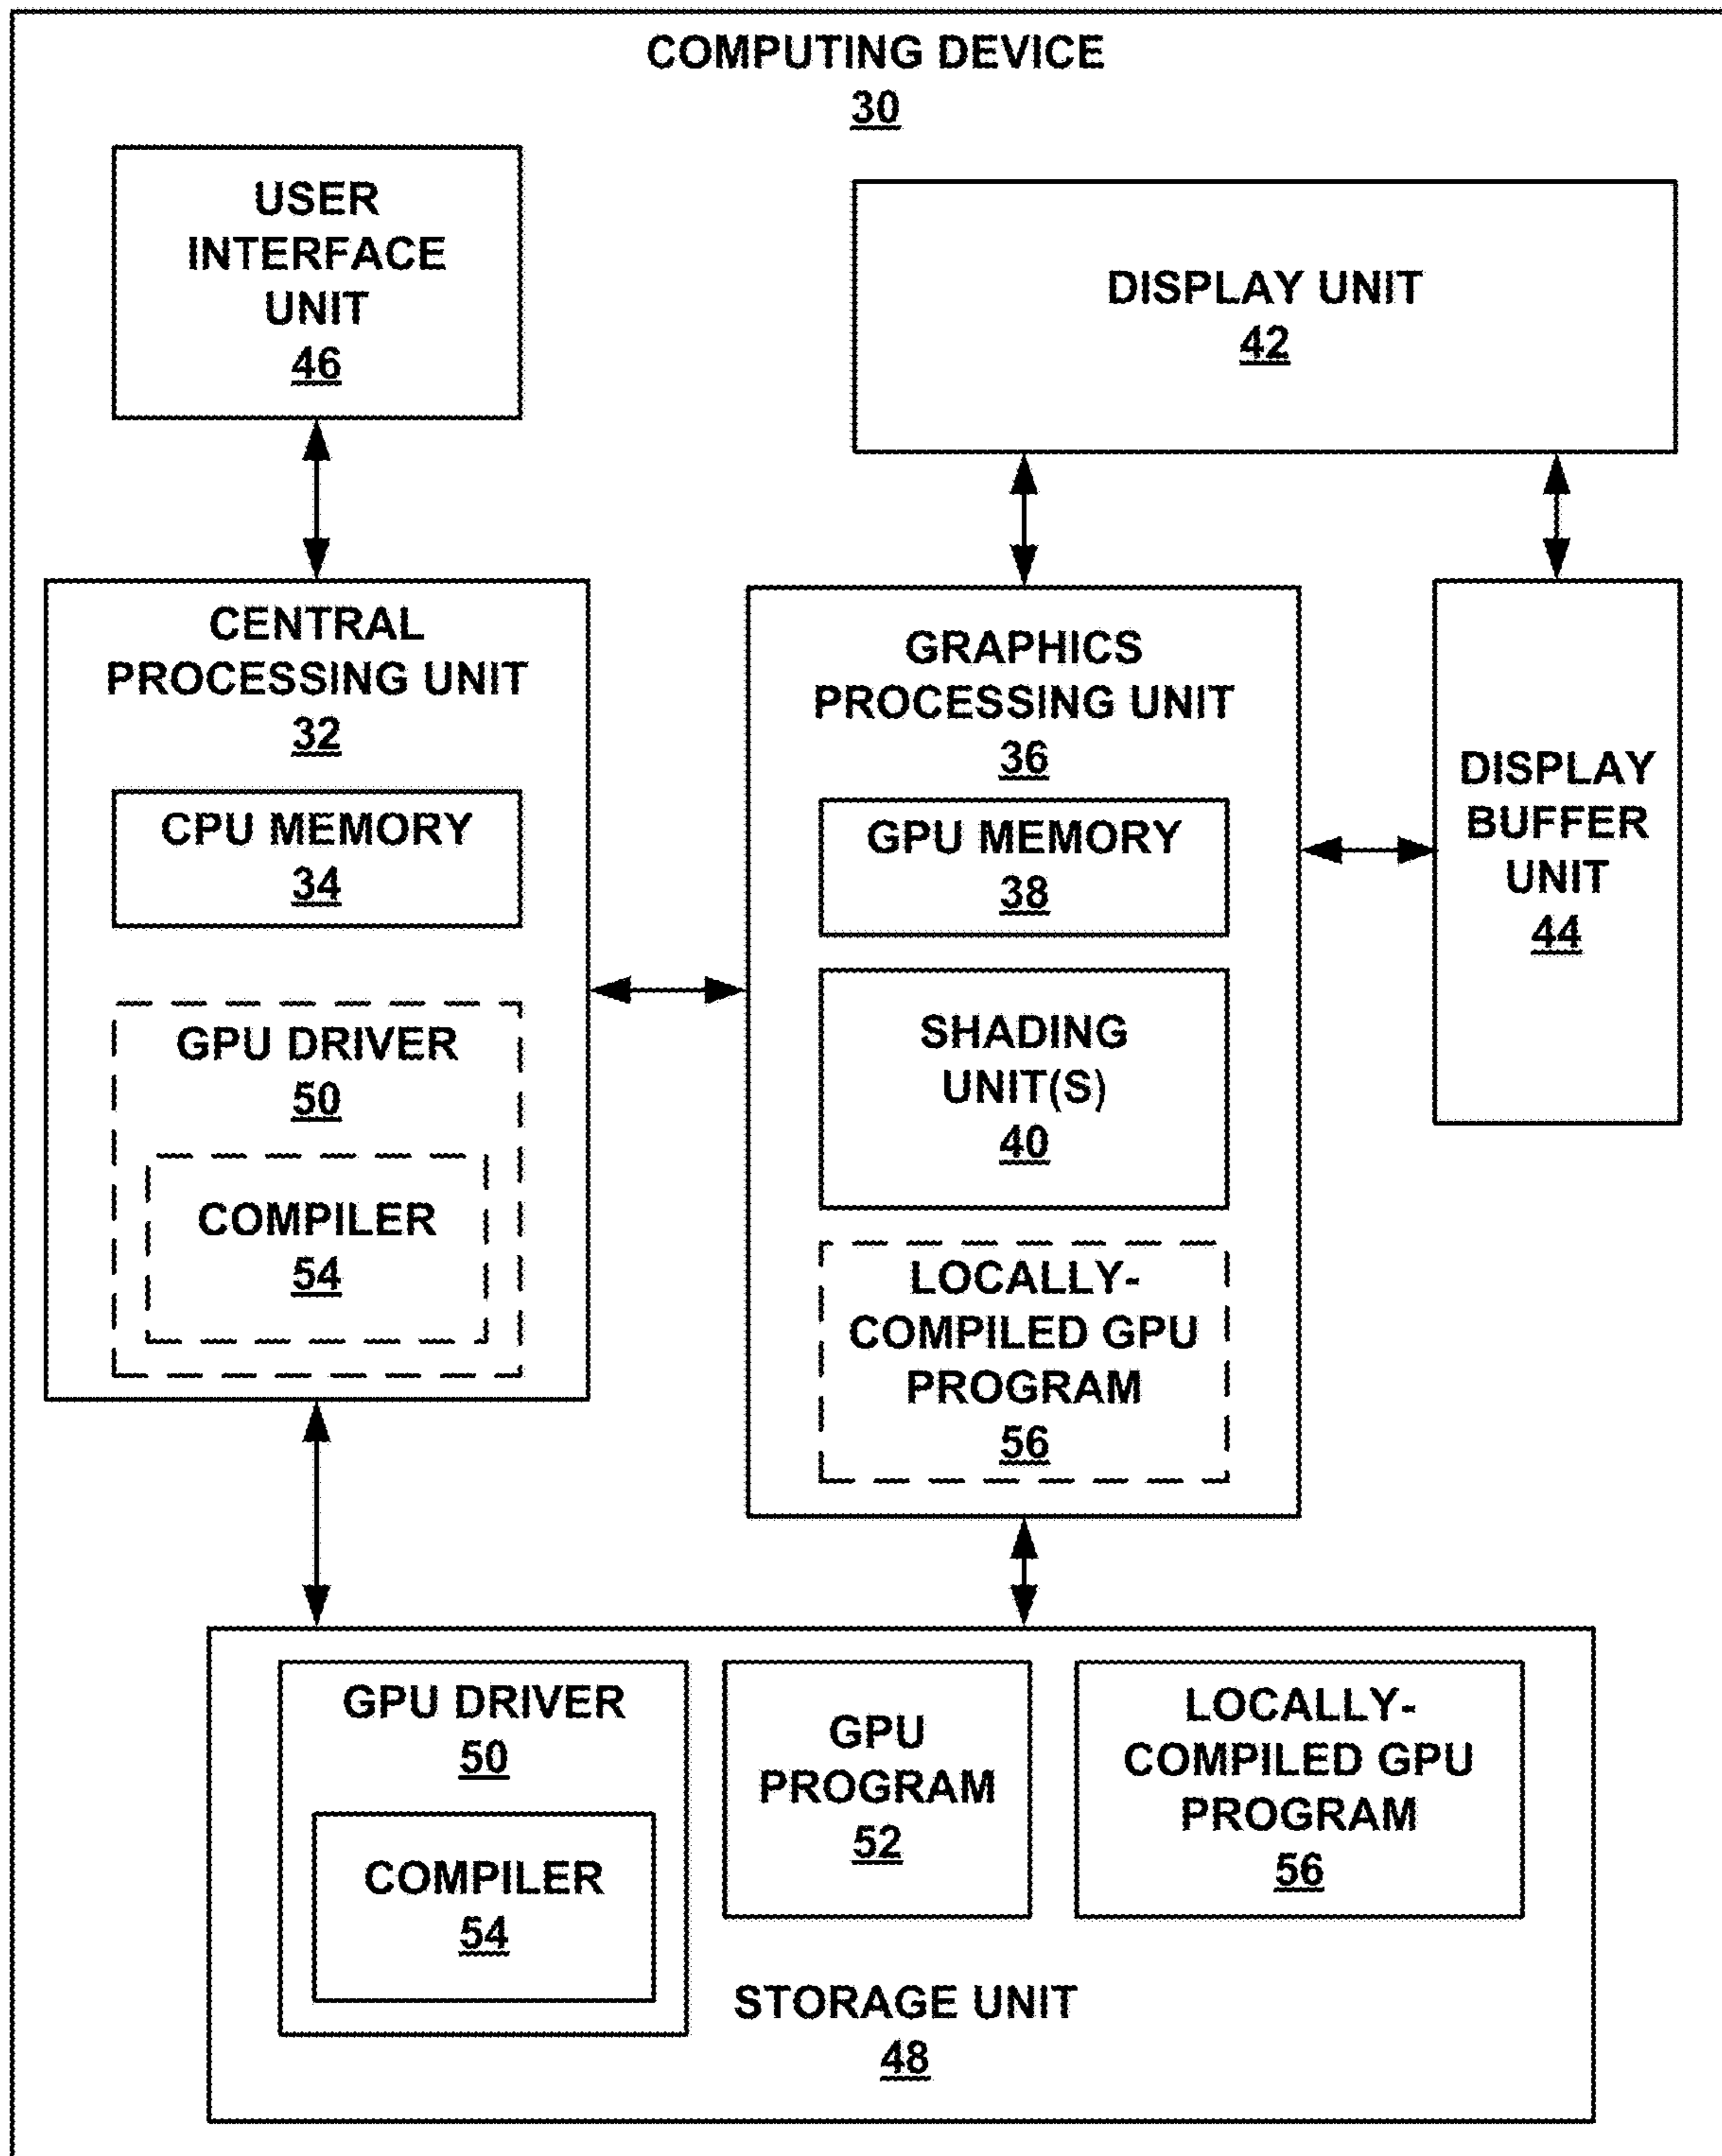 COMPUTING DEVICE
30
USER
INTERFACE
UNIT
46
DISPLAY UNIT
42
CENTRAL
PROCESSING UNIT
32
CPU MEMORY
34
GPU DRIVER
50
COMPILER
54
GRAPHICS
PROCESSING UNIT
36
GPU MEMORY
38
SHADING
UNIT(S)
40
LOCALLY-
COMPILED GPU
PROGRAM
56
DISPLAY
BUFFER
UNIT
44
GPU DRIVER
50
COMPILER
54
GPU
PROGRAM
52
LOCALLY-
COMPILED GPU
PROGRAM
56
STORAGE UNIT
48